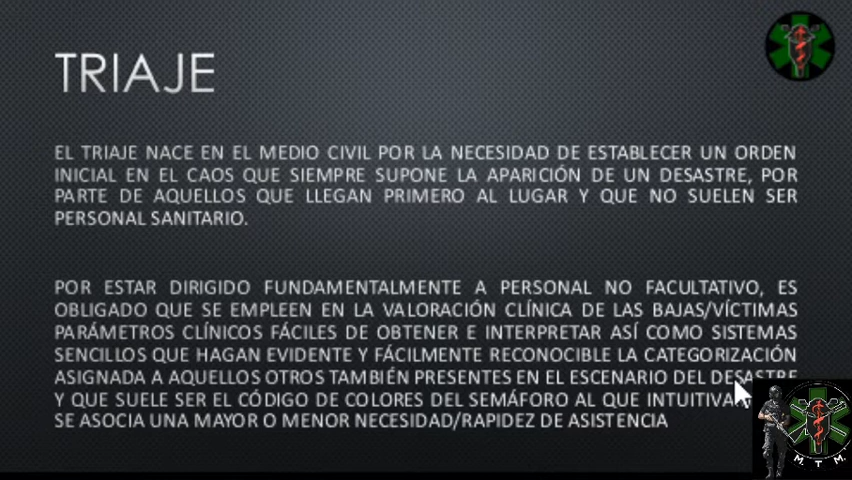 TRIAJE
EL TRIAJE NACE EN EL MEDIO CIVIL POR LA NECESIDAD DE ESTABLECER UN ORDEN
INICIAL EN EL CAOS QUE SIEMPRE SUPONE LA APARICIÓN DE UN DESASTRE, POR
PARTE DE AQUELLOS QUE LLEGAN PRIMERO AL LUGAR Y QUE NO SUELEN SER
PERSONAL SANITARIO.
POR ESTAR DIRIGIDO FUNDAMENTALMENTE A PERSONAL NO FACULTATIVO, ES
OBLIGADO QUE SE EMPLEEN EN LA VALORACIÓN CLÍNICA DE LAS BAJAS/VÍCTIMAS
PARÁMETROS CLÍNICOS FÁCILES DE OBTENER E INTERPRETAR ASÍ COMO SISTEMAS
SENCILLOS QUE HAGAN EVIDENTE Y FÁCILMENTE RECONOCIBLE LA CATEGORIZACIÓN
ASIGNADA A AQUELLOS OTROS TAMBIÉN PRESENTES EN EL ESCENARIO DEL DESASTRE
Y QUE SUELE SER EL CÓDIGO DE COLORES DEL SEMÁFORO AL QUE
SE ASOCIA UNA MAYOR O MENOR NECESIDAD/RAPIDEZ DE ASISTENCIA
M. T. M.